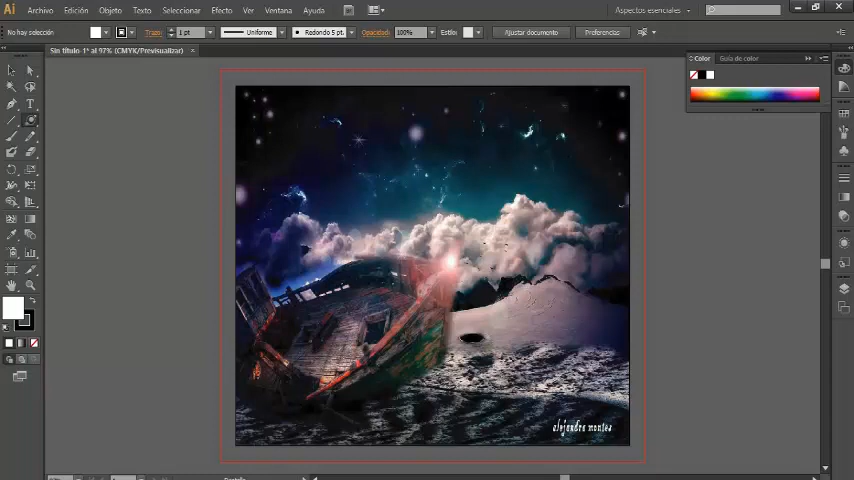 Ai Archivo Edición Objeto Texto Seleccionar Efecto Ver Ventana Ayuda Aspectos esenciales
No hay selección Trazo: 1 pt Uniforme Redondo 5 pt. Opacidad: 100% Estilo: Ajustar documento Preferencias
Sin título-1* al 97% (CMYK/Previsualizar) ×
Color Guía de color
alejandra montes